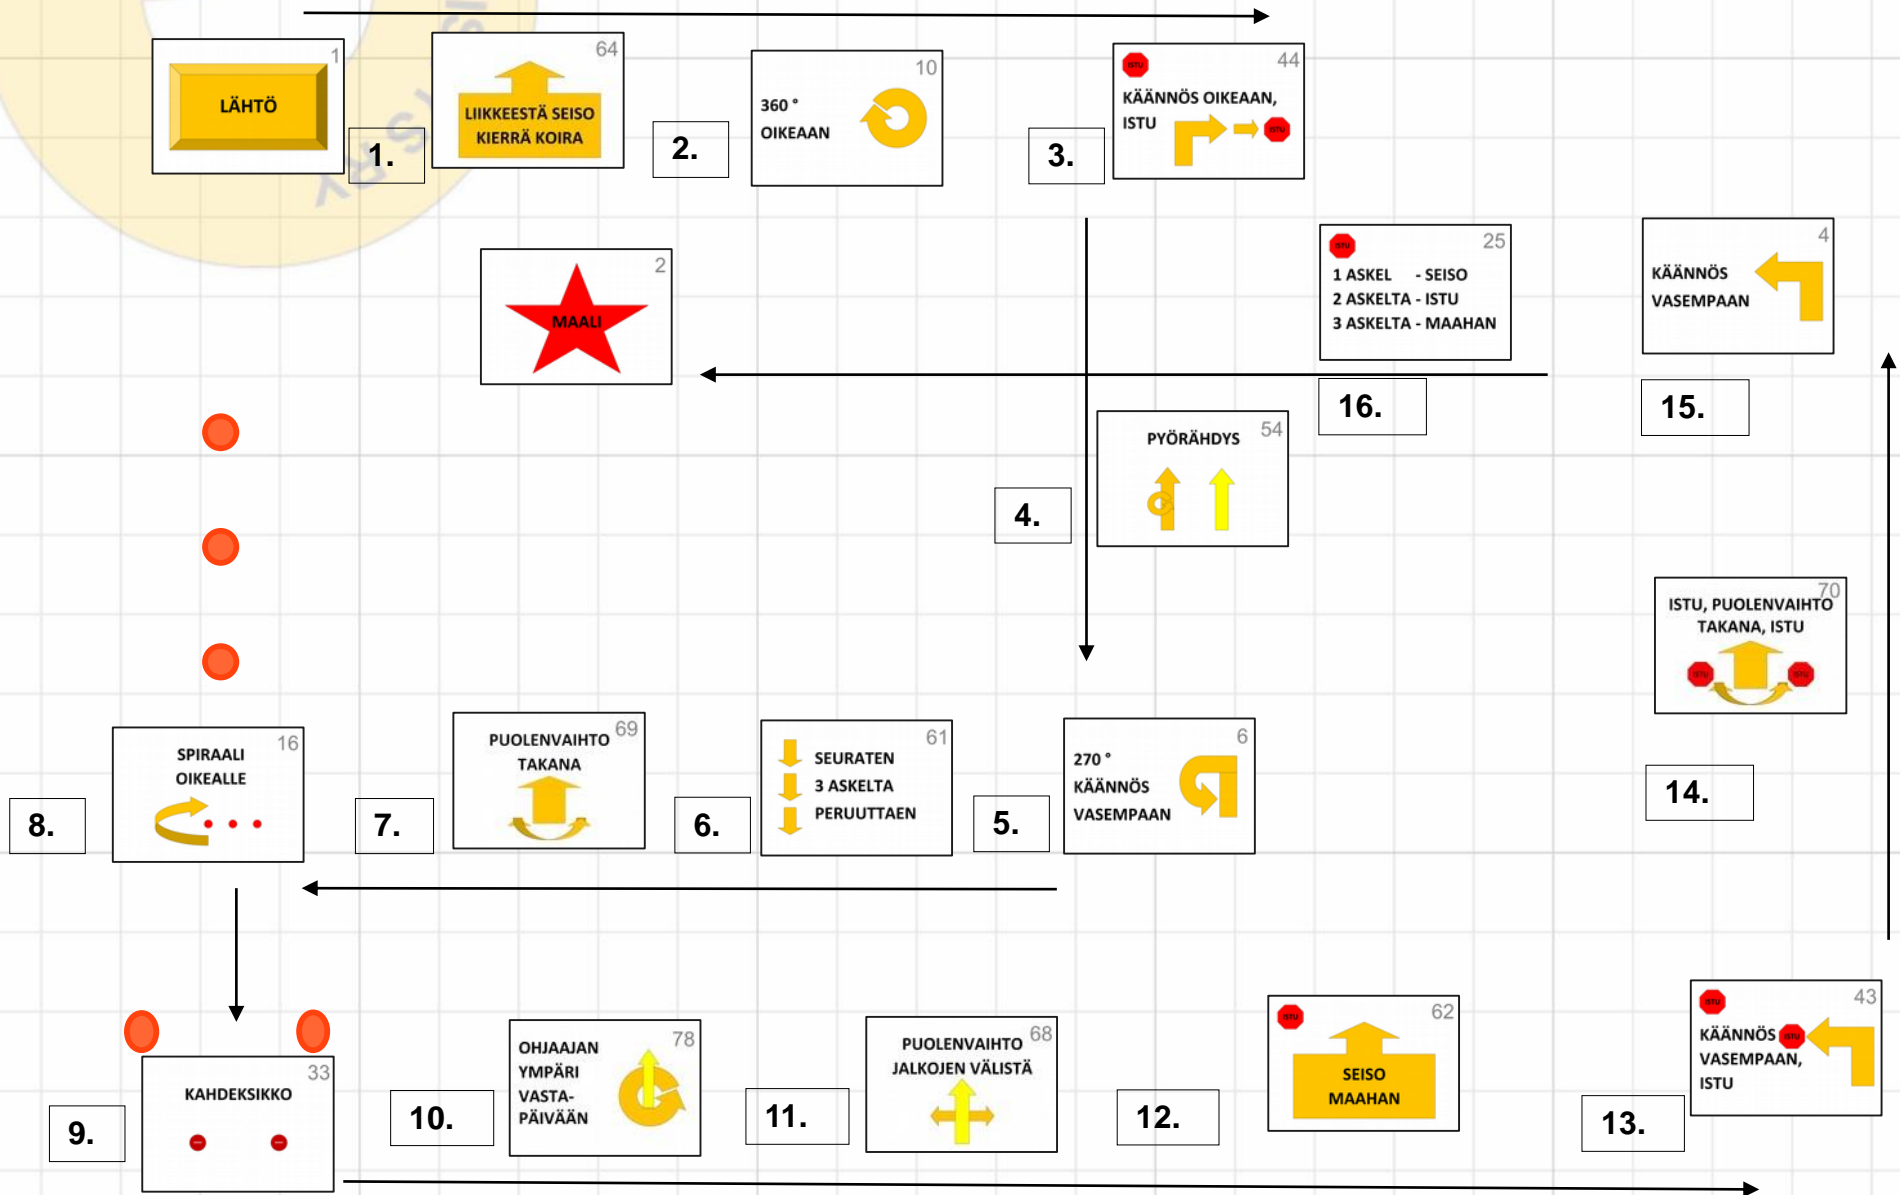 1
LÄHTÖ
1.
64
LIIKKEESTÄ SEISO
KIERRÄ KOIRA
2.
10
360 °
OIKEAAN
3.
ISTU
44
KÄÄNNÖS OIKEAAN,
ISTU
ISTU
2
MAALI
ISTU
25
1 ASKEL - SEISO
2 ASKELTA - ISTU
3 ASKELTA - MAAHAN
16.
4
KÄÄNNÖS
VASEMPAAN
15.
PYÖRÄHDYS
54
4.
70
ISTU, PUOLENVAIHTO
TAKANA, ISTU
ISTU
ISTU
14.
16
SPIRAALI
OIKEALLE
8.
69
PUOLENVAIHTO
TAKANA
7.
61
SEURATEN
3 ASKELTA
PERUUTTAEN
6.
6
270 °
KÄÄNNÖS
VASEMPAAN
5.
33
KAHDEKSIKKO
9.
78
OHJAAJAN
YMPÄRI
VASTA-
PÄIVÄÄN
10.
68
PUOLENVAIHTO
JALKOJEN VÄLISTÄ
11.
ISTU
62
SEISO
MAAHAN
12.
ISTU
43
KÄÄNNÖS ISTU
VASEMPAAN,
ISTU
13.